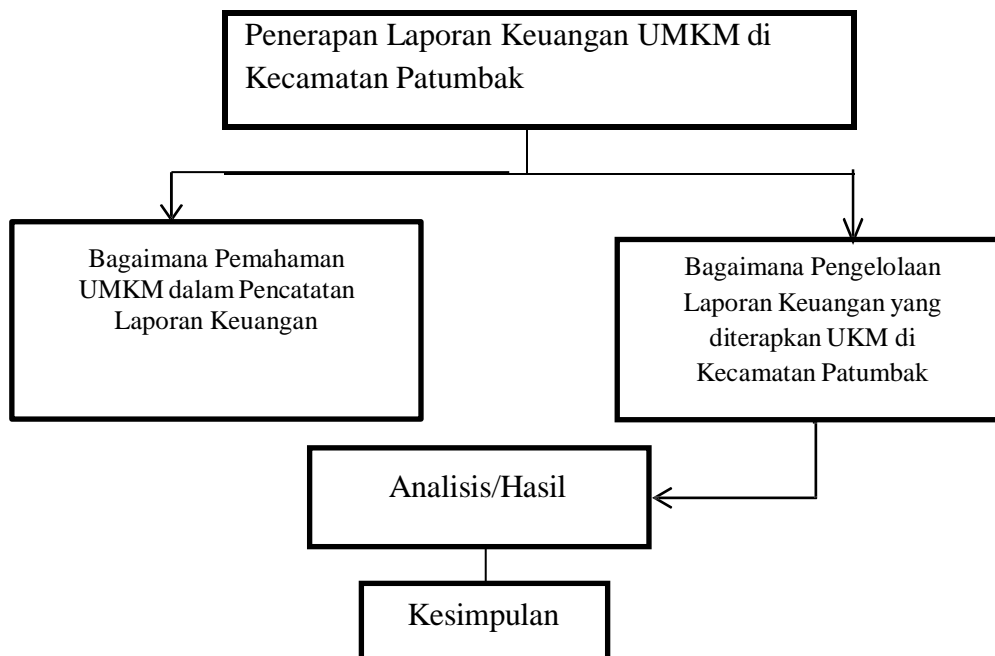 Penerapan Laporan Keuangan UMKM di
Kecamatan Patumbak
Bagaimana Pemahaman
UMKM dalam Pencatatan
Laporan Keuangan
Bagaimana Pengelolaan
Laporan Keuangan yang
diterapkan UKM di
Kecamatan Patumbak
Analisis/Hasil
Kesimpulan